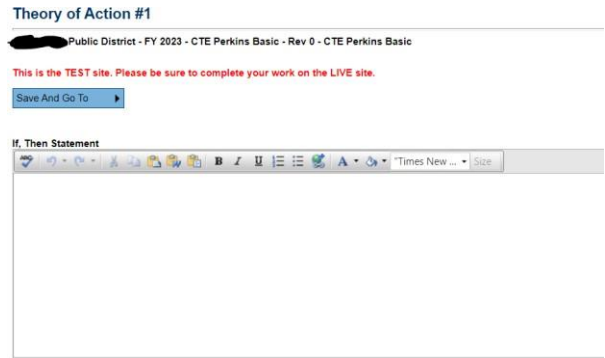 Theory of Action #1
Public District - FY 2023 - CTE Perkins Basic - Rev 0 - CTE Perkins Basic
This is the TEST site. Please be sure to complete your work on the LIVE site.
Save And Go To
If, Then Statement
ABC B I U A "Times New ... Size